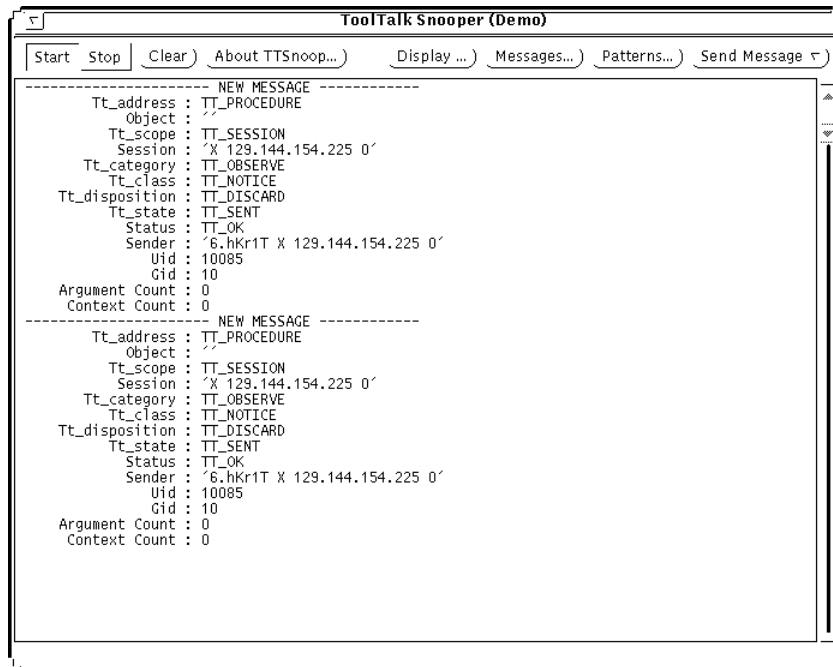 ToolTalk Snooper (Demo)
Start Stop Clear) About TTSnoop...) Display ...) Messages...) Patterns...) Send Message
---------------------- NEW MESSAGE ------------
Tt_address : TT_PROCEDURE
Object : ´´
Tt_scope : TT_SESSION
Session : ´X 129.144.154.225 0´
Tt_category : TT_OBSERVE
Tt_class : TT_NOTICE
Tt_disposition : TT_DISCARD
Tt_state : TT_SENT
Status : TT_OK
Sender : ´6.hKr1T X 129.144.154.225 0´
Uid : 10085
Gid : 10
Argument Count : 0
Context Count : 0
---------------------- NEW MESSAGE ------------
Tt_address : TT_PROCEDURE
Object : ´´
Tt_scope : TT_SESSION
Session : ´X 129.144.154.225 0´
Tt_category : TT_OBSERVE
Tt_class : TT_NOTICE
Tt_disposition : TT_DISCARD
Tt_state : TT_SENT
Status : TT_OK
Sender : ´6.hKr1T X 129.144.154.225 0´
Uid : 10085
Gid : 10
Argument Count : 0
Context Count : 0